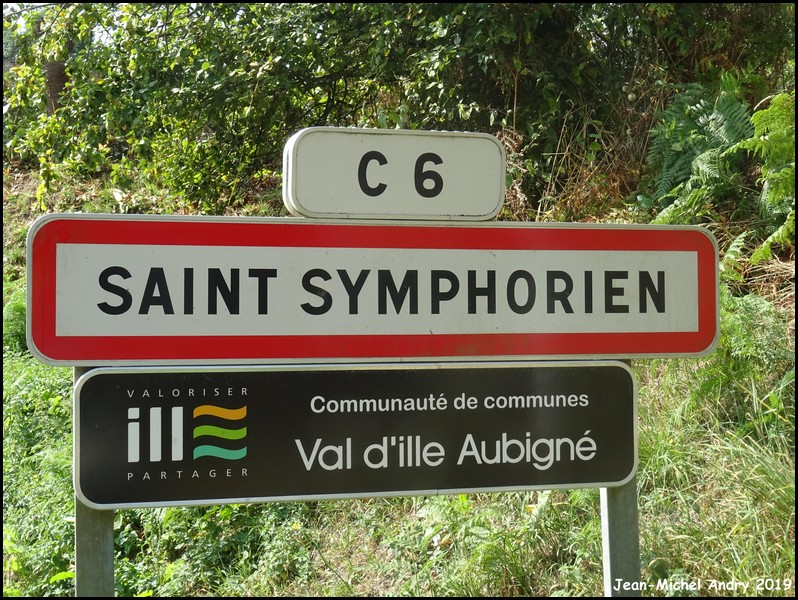 C 6
SAINT SYMPHORIEN
VALORISER
ill
PARTAGER
Communauté de communes
Val d'ille Aubigné
Jean-Michel Andry 2019